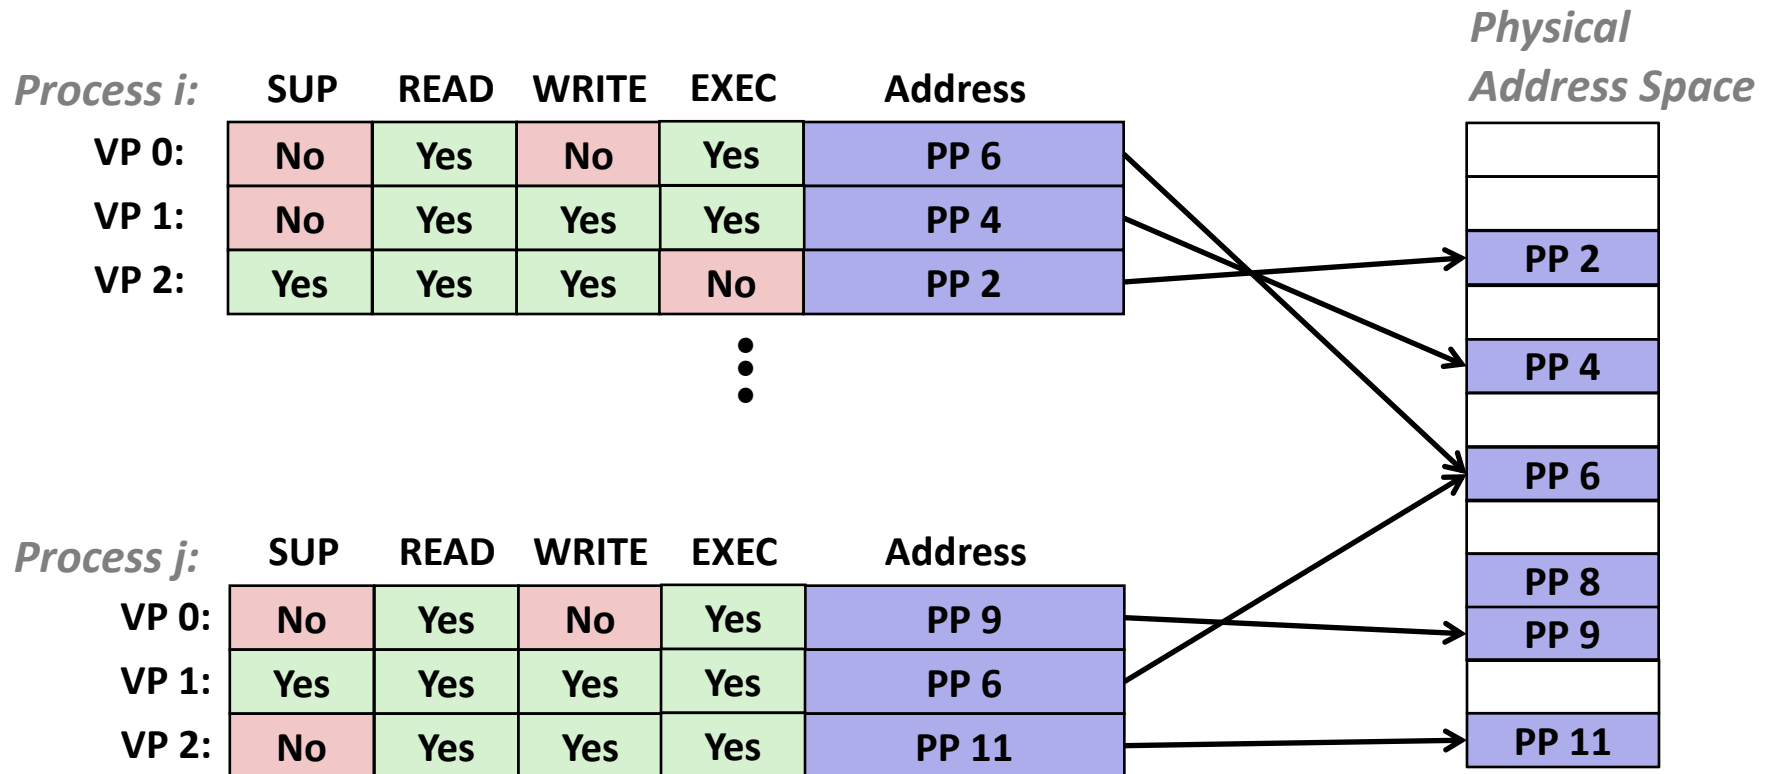 Physical
Address Space
Process i: SUP READ WRITE EXEC Address
VP 0: No Yes No Yes PP 6
VP 1: No Yes Yes Yes PP 4
VP 2: Yes Yes Yes No PP 2
PP 2
PP 4
PP 6
PP 8
PP 9
PP 11
Process j: SUP READ WRITE EXEC Address
VP 0: No Yes No Yes PP 9
VP 1: Yes Yes Yes Yes PP 6
VP 2: No Yes Yes Yes PP 11